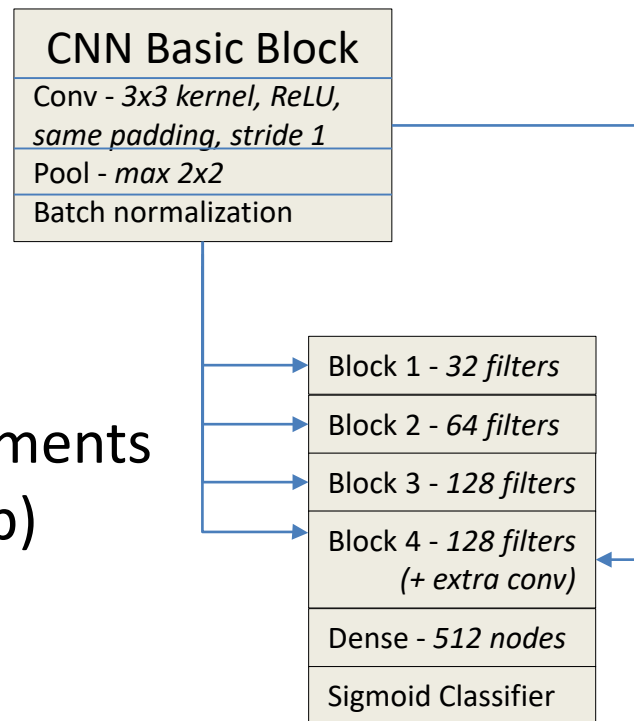 CNN Basic Block
Conv - 3x3 kernel, ReLU,
same padding, stride 1
Pool - max 2x2
Batch normalization
Block 1 - 32 filters
Block 2 - 64 filters
Block 3 - 128 filters
Block 4 - 128 filters
(+ extra conv)
Dense - 512 nodes
Sigmoid Classifier